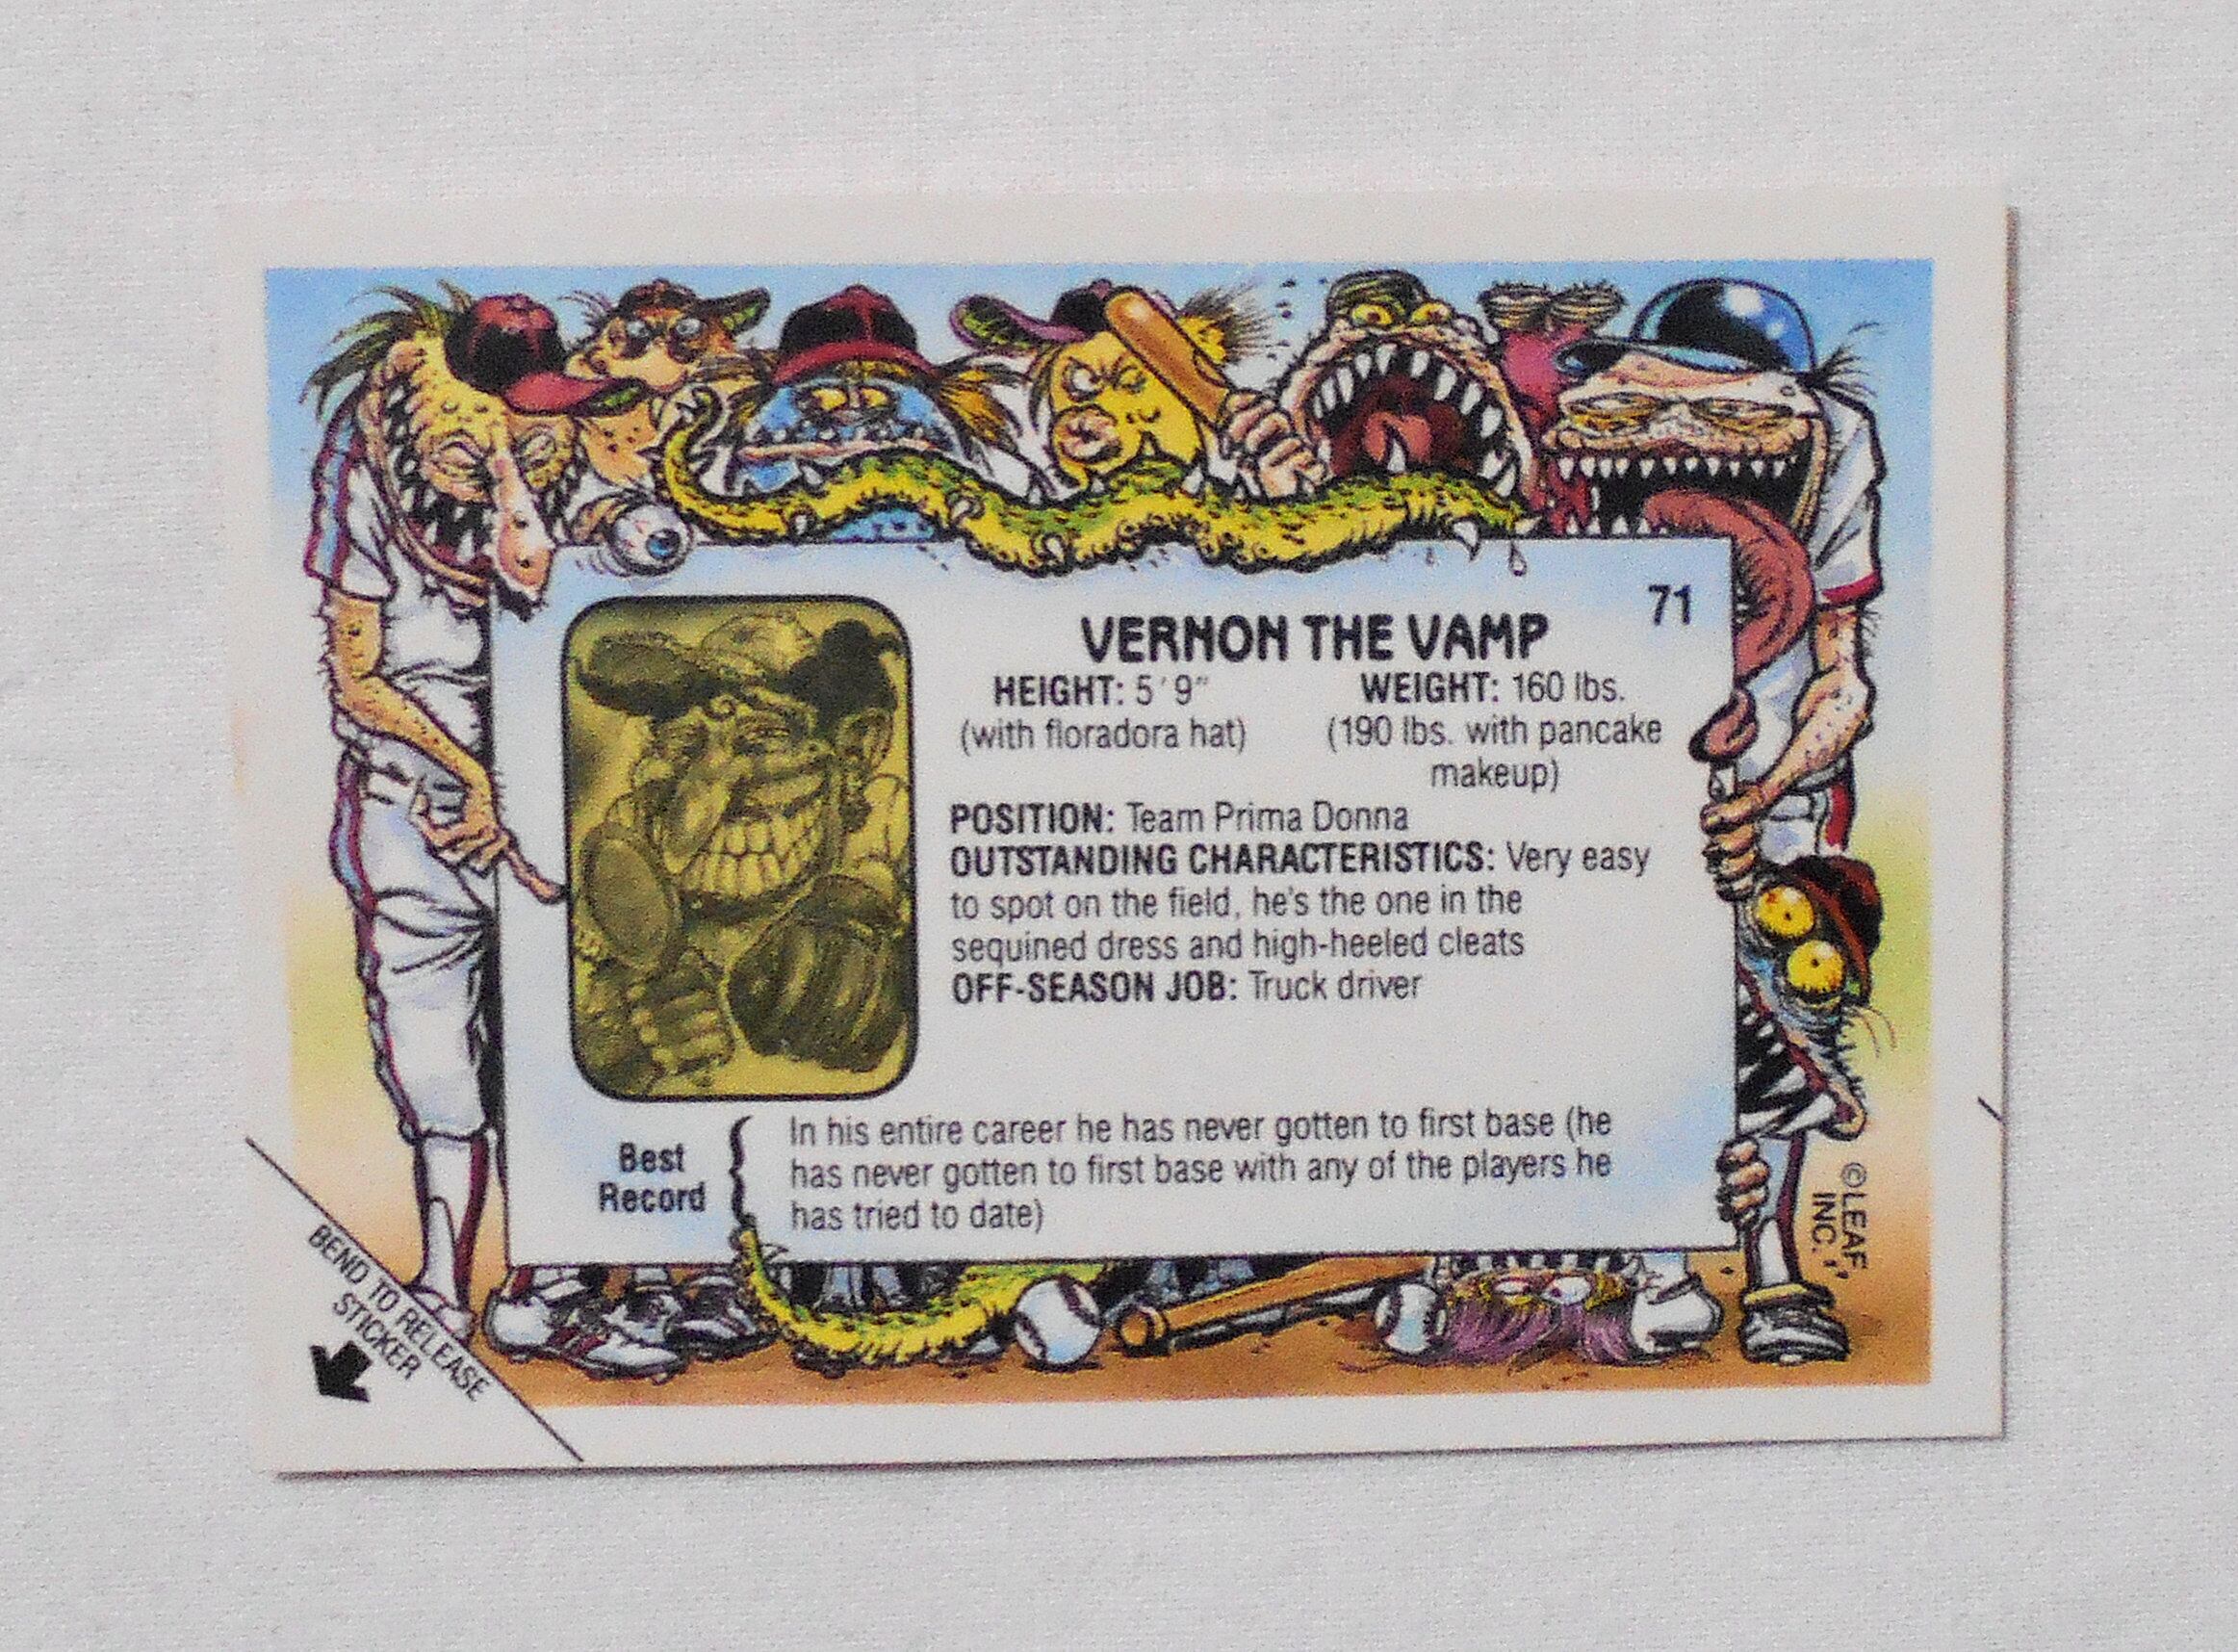 71
VERNON THE VAMP
HEIGHT: 5'9" WEIGHT: 160 lbs.
(with floradora hat) (190 lbs. with pancake
makeup)
POSITION: Team Prima Donna
OUTSTANDING CHARACTERISTICS: Very easy
to spot on the field, he's the one in the
sequined dress and high-heeled cleats
OFF-SEASON JOB: Truck driver
Best
Record
In his entire career he has never gotten to first base (he
has never gotten to first base with any of the players he
has tried to date)
©LEAF,
INC.
BEND TO RELEASE
STICKER